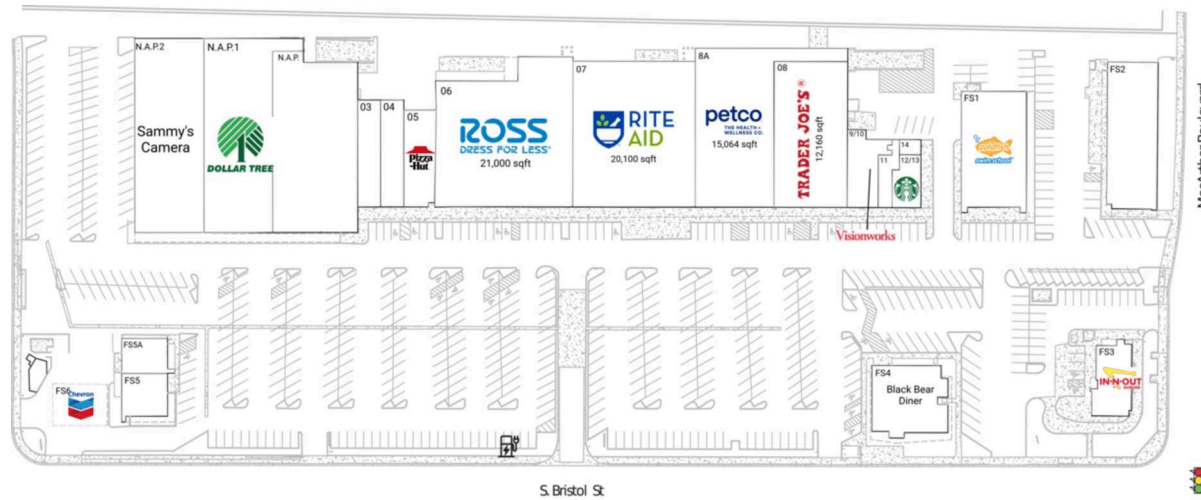 N.A.P.2
N.A.P.1
N.A.P.
Sammy's
Camera
DOLLAR TREE
03
04
05
Pizza
Hut
06
ROSS
DRESS FOR LESS®
21,000 sqft
07
RITE
AID
20,100 sqft
8A
petco
THE HEALTH +
WELLNESS CO.
15,064 sqft
08
TRADER JOE'S®
12,160 sqft
9/10
11
14
12/13
Visionworks
FS1
swim school
FS2
FS5A
FS5
FS6
Chevron
FS4
Black Bear
Diner
FS3
IN-N-OUT
BURGER
S. Bristol St